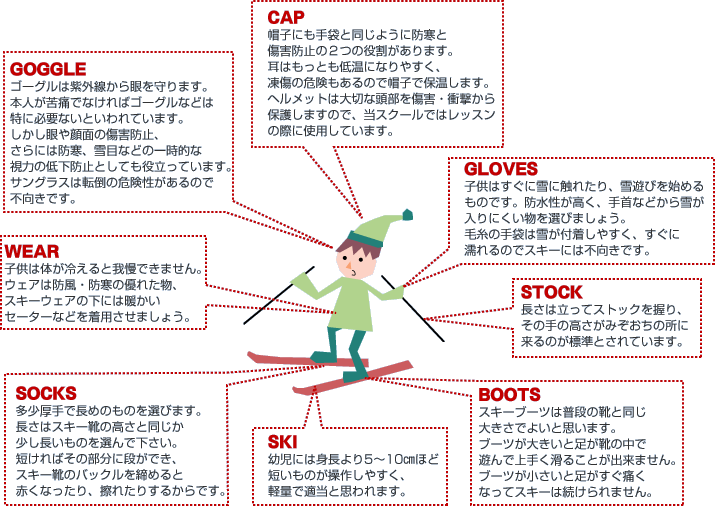 CAP
帽子にも手袋と同じように防寒と
傷害防止の２つの役割があります。
耳はもっとも低温になりやすく、
凍傷の危険もあるので帽子で保温します。
ヘルメットは大切な頭部を傷害・衝撃から
保護しますので、当スクールではレッスン
の際に使用しています。
GOGGLE
ゴーグルは紫外線から眼を守ります。
本人が苦痛でなければゴーグルなどは
特に必要ないといわれています。
しかし眼や顔面の傷害防止、
さらには防寒、雪目などの一時的な
視力の低下防止としても役立っています。
サングラスは転倒の危険性があるので
不向きです。
GLOVES
子供はすぐに雪に触れたり、雪遊びを始める
ものです。防水性が高く、手首などから雪が
入りにくい物を選びましょう。
毛糸の手袋は雪が付着しやすく、すぐに
濡れるのでスキーには不向きです。
WEAR
子供は体が冷えると我慢できません。
ウェアは防風・防寒の優れた物、
スキーウェアの下には暖かい
セーターなどを着用させましょう。
STOCK
長さは立ってストックを握り、
その手の高さがみぞおちの所に
来るのが標準とされています。
SOCKS
多少厚手で長めのものを選びます。
長さはスキー靴の高さと同じか
少し長いものを選んで下さい。
短ければその部分に段ができ、
スキー靴のバックルを締めると
赤くなったり、擦れたりするからです。
SKI
幼児には身長より5〜10㎝ほど
短いものが操作しやすく、
軽量で適当と思われます。
BOOTS
スキーブーツは普段の靴と同じ
大きさでよいと思います。
ブーツが大きいと足が靴の中で
遊んで上手く滑ることが出来ません。
ブーツが小さいと足がすぐ痛く
なってスキーは続けられません。